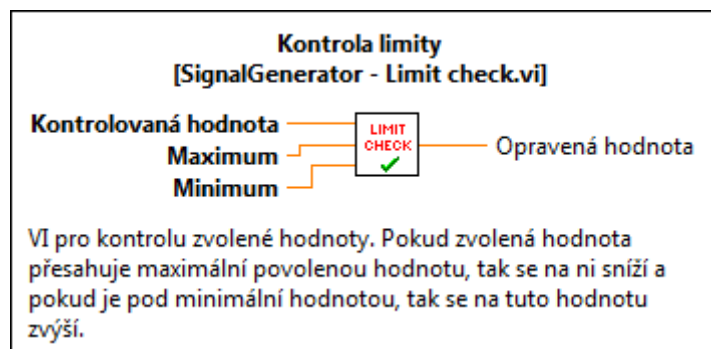 Kontrola limity
[SignalGenerator - Limit check.vi]
Kontrolovaná hodnota
Maximum
Minimum
LIMIT
CHECK
Opravená hodnota
VI pro kontrolu zvolené hodnoty. Pokud zvolená hodnota
přesahuje maximální povolenou hodnotu, tak se na ni sníží a
pokud je pod minimální hodnotou, tak se na tuto hodnotu
zvýší.